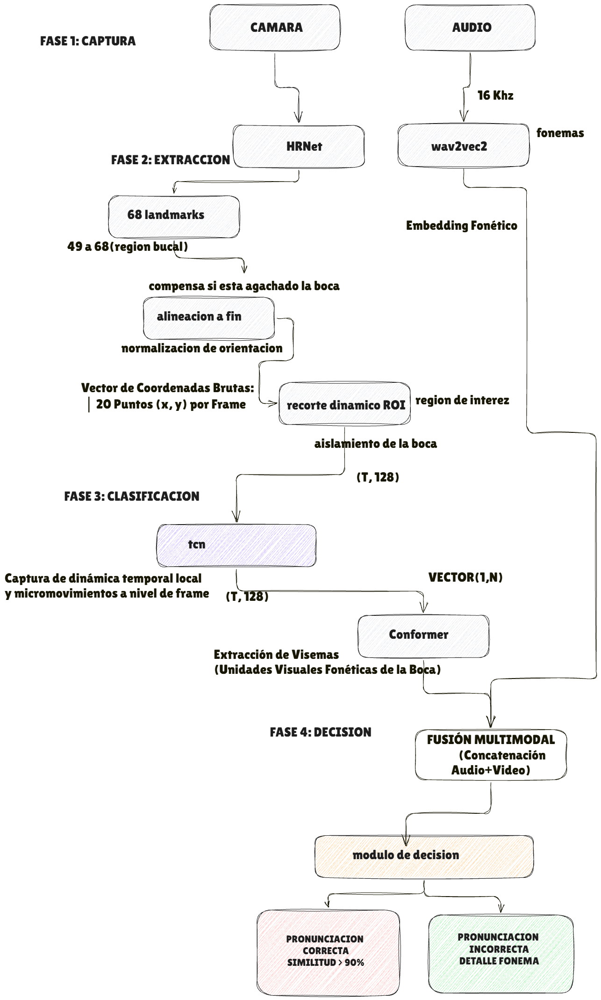 CAMARA
AUDIO
FASE 1: CAPTURA
16 Khz
fonemas
HRNet
wav2vec2
FASE 2: EXTRACCION
68 landmarks
Embedding Fonético
49 a 68(region bucal)
compensa si esta agachado la boca
alineacion a fin
normalizacion de orientacion
Vector de Coordenadas Brutas:
│ 20 Puntos (x, y) por Frame
recorte dinamico ROI
region de interez
aislamiento de la boca
(T, 128)
FASE 3: CLASIFICACION
tcn
Captura de dinámica temporal local
y micromovimientos a nivel de frame
(T, 128)
VECTOR(1,N)
Conformer
Extracción de Visemas
(Unidades Visuales Fonéticas de la Boca)
FASE 4: DECISION
FUSIÓN MULTIMODAL
(Concatenación
Audio+Video)
modulo de decision
PRONUNCIACION
CORRECTA
SIMILITUD > 90%
PRONUNCIACION
INCORRECTA
DETALLE FONEMA